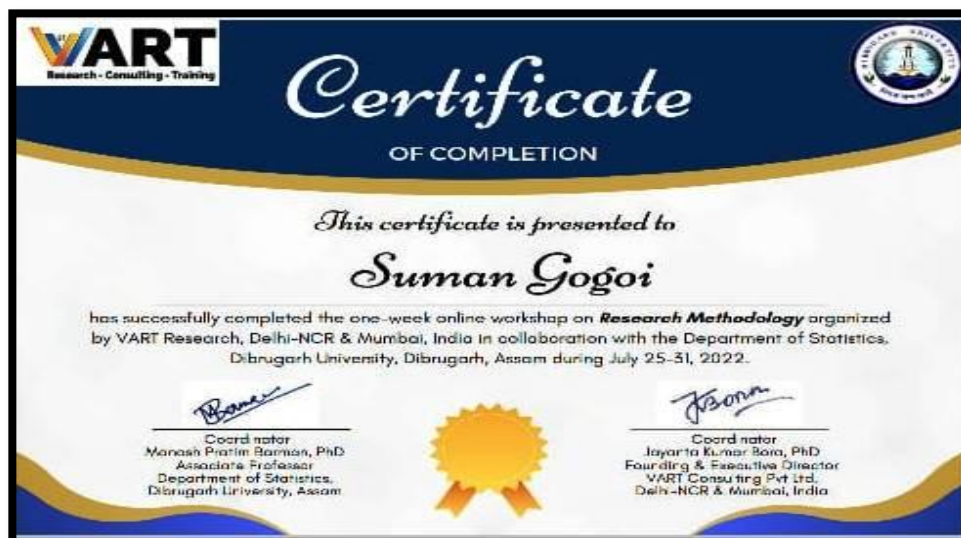 VART
Research - Consulting - Training
DIBRUGARH UNIVERSITY
Certificate
OF COMPLETION
This certificate is presented to
Suman Gogoi
has successfully completed the one-week online workshop on Research Methodology organized
by VART Research, Delhi-NCR & Mumbai, India in collaboration with the Department of Statistics,
Dibrugarh University, Dibrugarh, Assam during July 25-31, 2022.
Coordinator
Manash Pratim Barman, PhD
Associate Professor
Department of Statistics,
Dibrugarh University, Assam
Coordinator
Jayanta Kumar Bora, PhD
Founding & Executive Director
VART Consulting Pvt Ltd.
Delhi-NCR & Mumbai, India